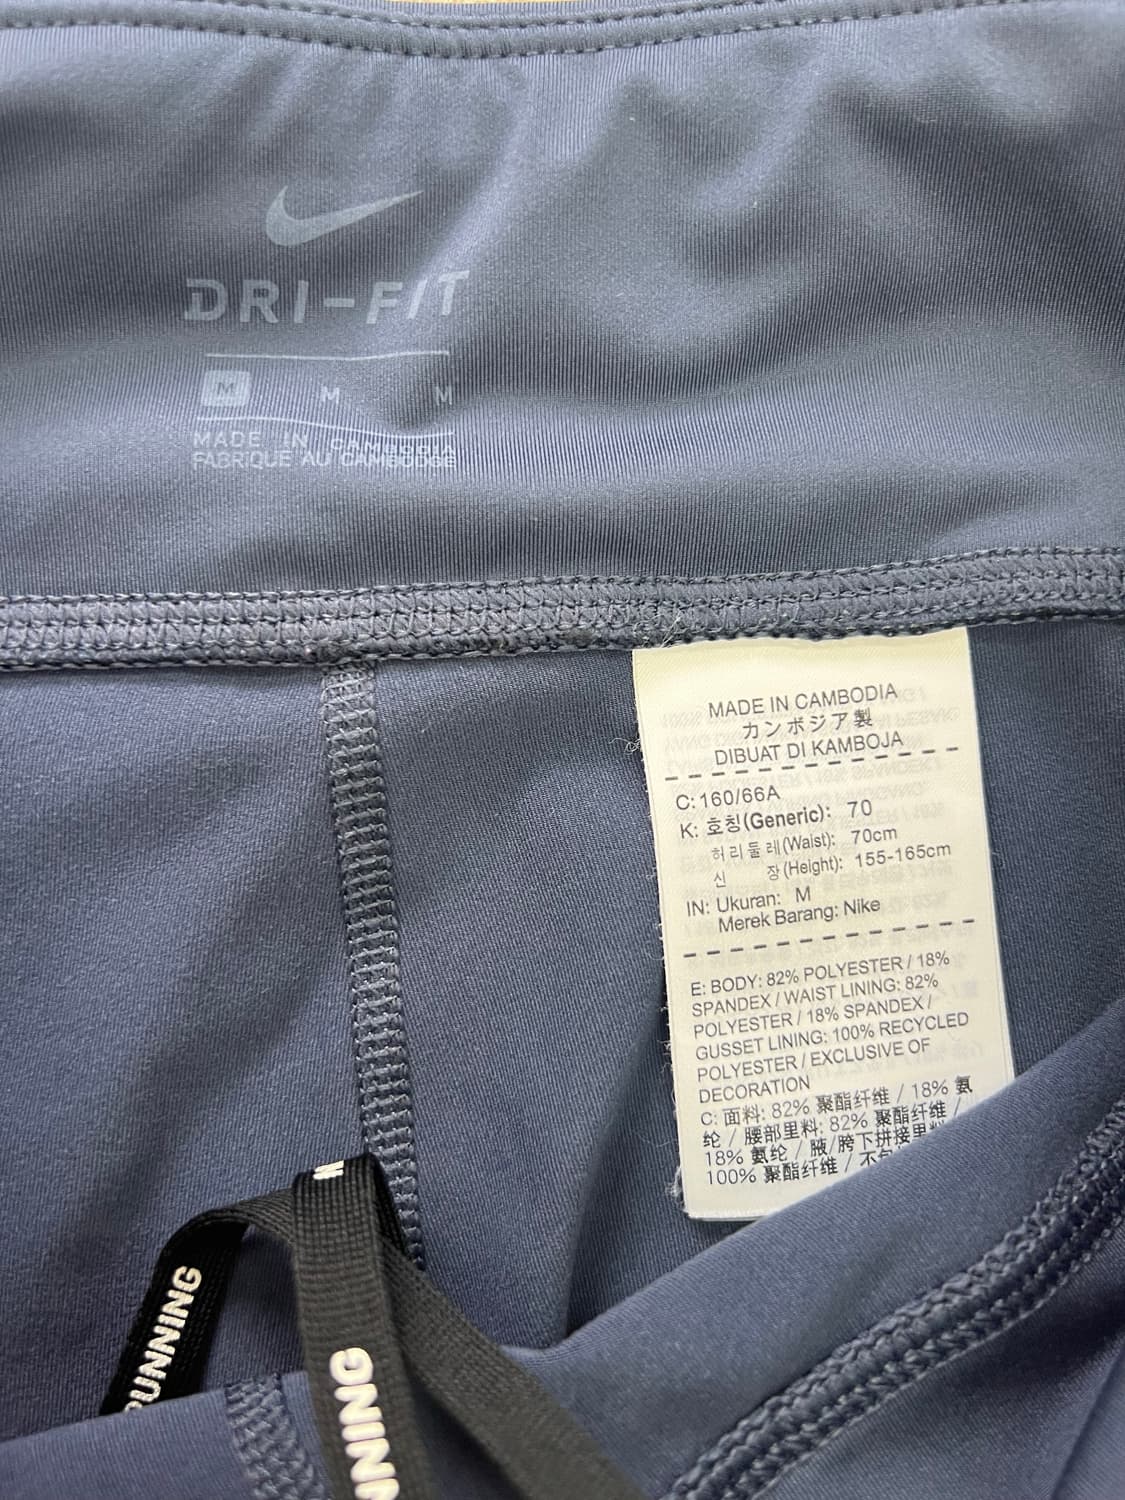 DRI-FIT
M M M
MADE IN CAMBODIA
FABRIQUE AU CAMBODGE
MADE IN CAMBODIA
カンボジア製
DIBUAT DI KAMBOJA
C: 160/66A
K: 호칭(Generic): 70
허리둘레(Waist): 70cm
신 장(Height): 155-165cm
IN: Ukuran: M
Merek Barang: Nike
E: BODY: 82% POLYESTER / 18%
SPANDEX / WAIST LINING: 82%
POLYESTER / 18% SPANDEX /
GUSSET LINING: 100% RECYCLED
POLYESTER / EXCLUSIVE OF
DECORATION
C: 面料: 82% 聚酯纤维 / 18% 氨
纶 / 腰部里料: 82% 聚酯纤维 /
18% 氨纶 / 腋/胯下拼接里料
100% 聚酯纤维 / 不
RUNNING
NNING